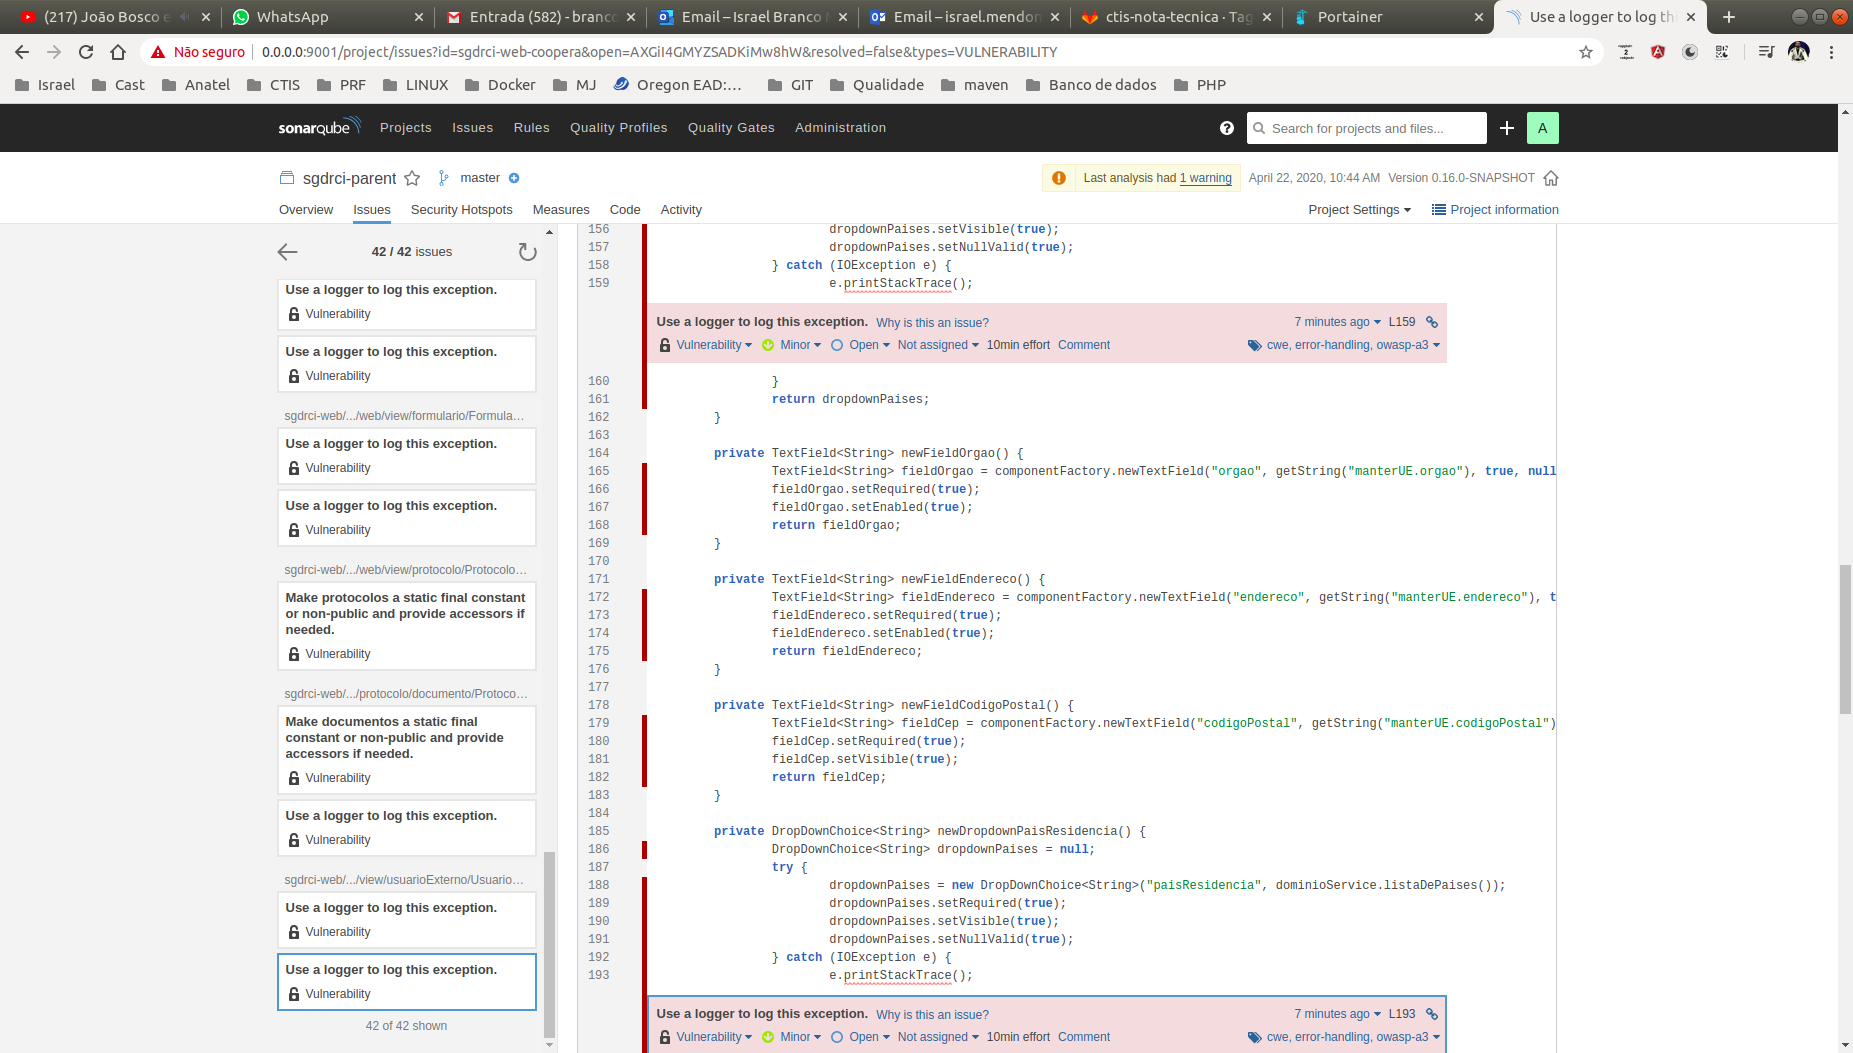 (217) João Bosco e
WhatsApp
Entrada (582) - branco
Email – Israel Branco
Email – israel.mendon
ctis-nota-tecnica · Tag
Portainer
Use a logger to log thi
Não seguro
0.0.0.0:9001/project/issues?id=sgdrci-web-coopera&open=AXGiI4GMYZSADKiMw8hW&resolved=false&types=VULNERABILITY
Israel Cast Anatel CTIS PRF LINUX Docker MJ Oregon EAD:… GIT Qualidade maven Banco de dados PHP
sonarqube Projects Issues Rules Quality Profiles Quality Gates Administration
Search for projects and files...
A
sgdrci-parent master
Last analysis had 1 warning April 22, 2020, 10:44 AM Version 0.16.0-SNAPSHOT
Overview Issues Security Hotspots Measures Code Activity
Project Settings Project information
42 / 42 issues
Use a logger to log this exception.
Vulnerability
Use a logger to log this exception.
Vulnerability
sgdrci-web/.../web/view/formulario/Formula…
Use a logger to log this exception.
Vulnerability
Use a logger to log this exception.
Vulnerability
sgdrci-web/.../web/view/protocolo/Protocolo…
Make protocolos a static final constant
or non-public and provide accessors if
needed.
Vulnerability
sgdrci-web/.../protocolo/documento/Protoco…
Make documentos a static final
constant or non-public and provide
accessors if needed.
Vulnerability
Use a logger to log this exception.
Vulnerability
sgdrci-web/.../view/usuarioExterno/Usuario…
Use a logger to log this exception.
Vulnerability
Use a logger to log this exception.
Vulnerability
42 of 42 shown
156 dropdownPaises.setVisible(true);
157 dropdownPaises.setNullValid(true);
158 } catch (IOException e) {
159 e.printStackTrace();
Use a logger to log this exception. Why is this an issue? 7 minutes ago L159
Vulnerability Minor Open Not assigned 10min effort Comment cwe, error-handling, owasp-a3
160 }
161 return dropdownPaises;
162 }
163
164 private TextField<String> newFieldOrgao() {
165 TextField<String> fieldOrgao = componentFactory.newTextField("orgao", getString("manterUE.orgao"), true, null
166 fieldOrgao.setRequired(true);
167 fieldOrgao.setEnabled(true);
168 return fieldOrgao;
169 }
170
171 private TextField<String> newFieldEndereco() {
172 TextField<String> fieldEndereco = componentFactory.newTextField("endereco", getString("manterUE.endereco"), t
173 fieldEndereco.setRequired(true);
174 fieldEndereco.setEnabled(true);
175 return fieldEndereco;
176 }
177
178 private TextField<String> newFieldCodigoPostal() {
179 TextField<String> fieldCep = componentFactory.newTextField("codigoPostal", getString("manterUE.codigoPostal")
180 fieldCep.setRequired(true);
181 fieldCep.setVisible(true);
182 return fieldCep;
183 }
184
185 private DropDownChoice<String> newDropdownPaisResidencia() {
186 DropDownChoice<String> dropdownPaises = null;
187 try {
188 dropdownPaises = new DropDownChoice<String>("paisResidencia", dominioService.listaDePaises());
189 dropdownPaises.setRequired(true);
190 dropdownPaises.setVisible(true);
191 dropdownPaises.setNullValid(true);
192 } catch (IOException e) {
193 e.printStackTrace();
Use a logger to log this exception. Why is this an issue? 7 minutes ago L193
Vulnerability Minor Open Not assigned 10min effort Comment cwe, error-handling, owasp-a3